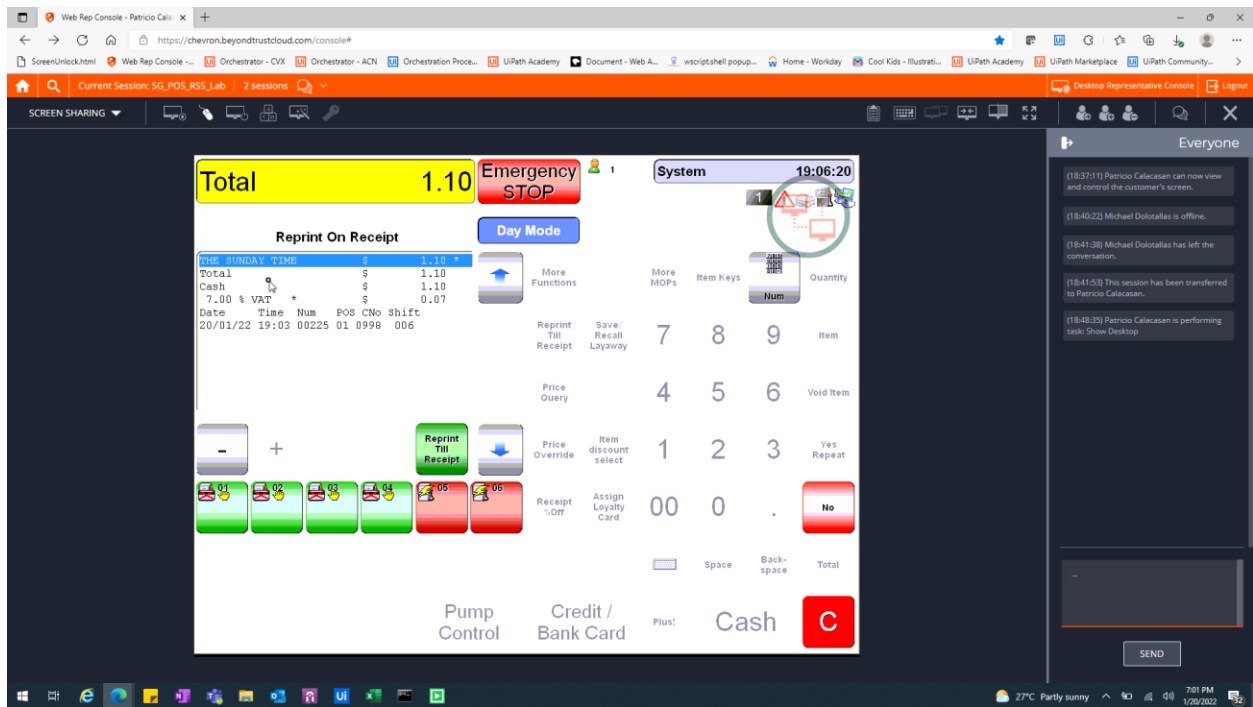 Web Rep Console - Patricio Cala
https://chevron.beyondtrustcloud.com/console#
ScreenUnlock.html Web Rep Console -... Orchestrator - CVX Orchestrator - ACN Orchestration Proce... UiPath Academy Document - Web A... wscript.shell popup... Home - Workday Cool Kids - Illustrati... UiPath Academy UiPath Marketplace UiPath Community...
Current Session: SG_POS_RSS_Lab 2 sessions Desktop Representative Console Logout
SCREEN SHARING
Everyone
(18:37:11) Patricio Calacasan can now view
and control the customer's screen.
(18:40:22) Michael Dolotallas is offline.
(18:41:38) Michael Dolotallas has left the
conversation.
(18:41:53) This session has been transferred
to Patricio Calacasan.
(18:48:35) Patricio Calacasan is performing
task: Show Desktop
SEND
Total 1.10
Emergency
STOP
1
System 19:06:20
1
Reprint On Receipt
Day Mode
THE SUNDAY TIME $ 1.10 *
Total $ 1.10
Cash $ 1.10
7.00 % VAT * $ 0.07
Date Time Num POS CNo Shift
20/01/22 19:03 00225 01 0998 006
More
Functions
More
MOPs
Item Keys
Num
Quantity
Reprint
Till
Receipt
Save/
Recall
Layaway
7 8 9
Item
Price
Query
4 5 6
Void Item
- +
Reprint
Till
Receipt
Price
Override
Item
discount
select
1 2 3
Yes
Repeat
01 02 03 04 05 06
Receipt
%Off
Assign
Loyalty
Card
00 0 .
No
Space
Back-
space
Total
Pump
Control
Credit /
Bank Card
Plus!
Cash
C
27°C Partly sunny
7:01 PM
1/20/2022